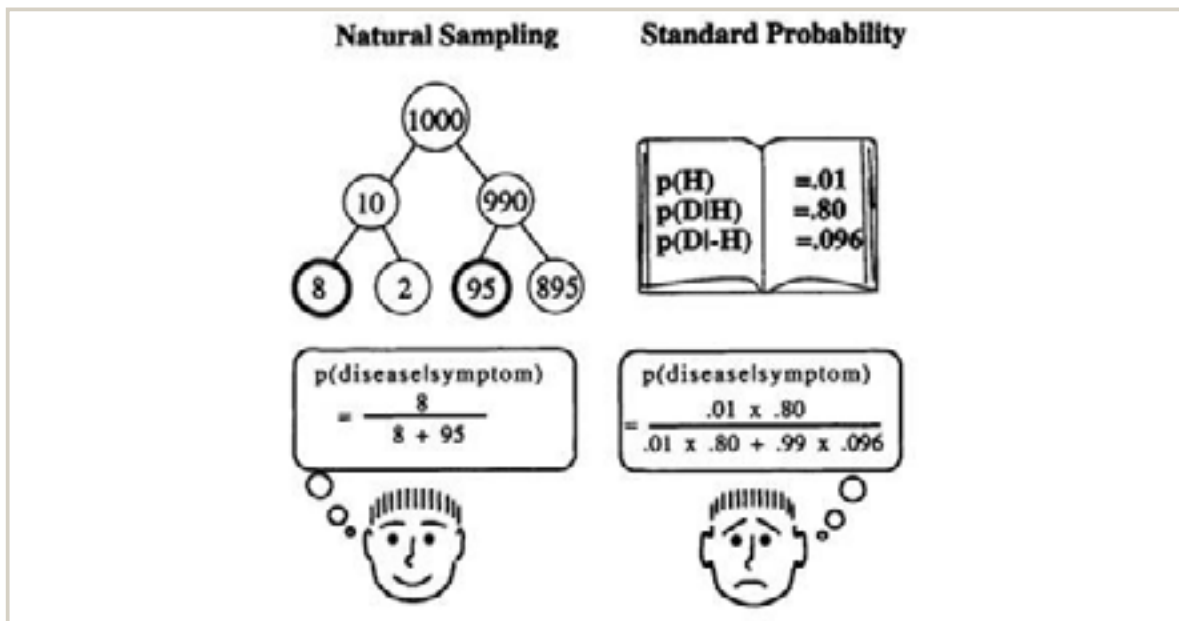 Natural Sampling
1000
10 990
8 2 95 895
p(disease|symptom)
= 8
8 + 95
Standard Probability
p(H) =.01
p(D|H) =.80
p(D|-H) =.096
p(disease|symptom)
= .01 x .80
.01 x .80 + .99 x .096